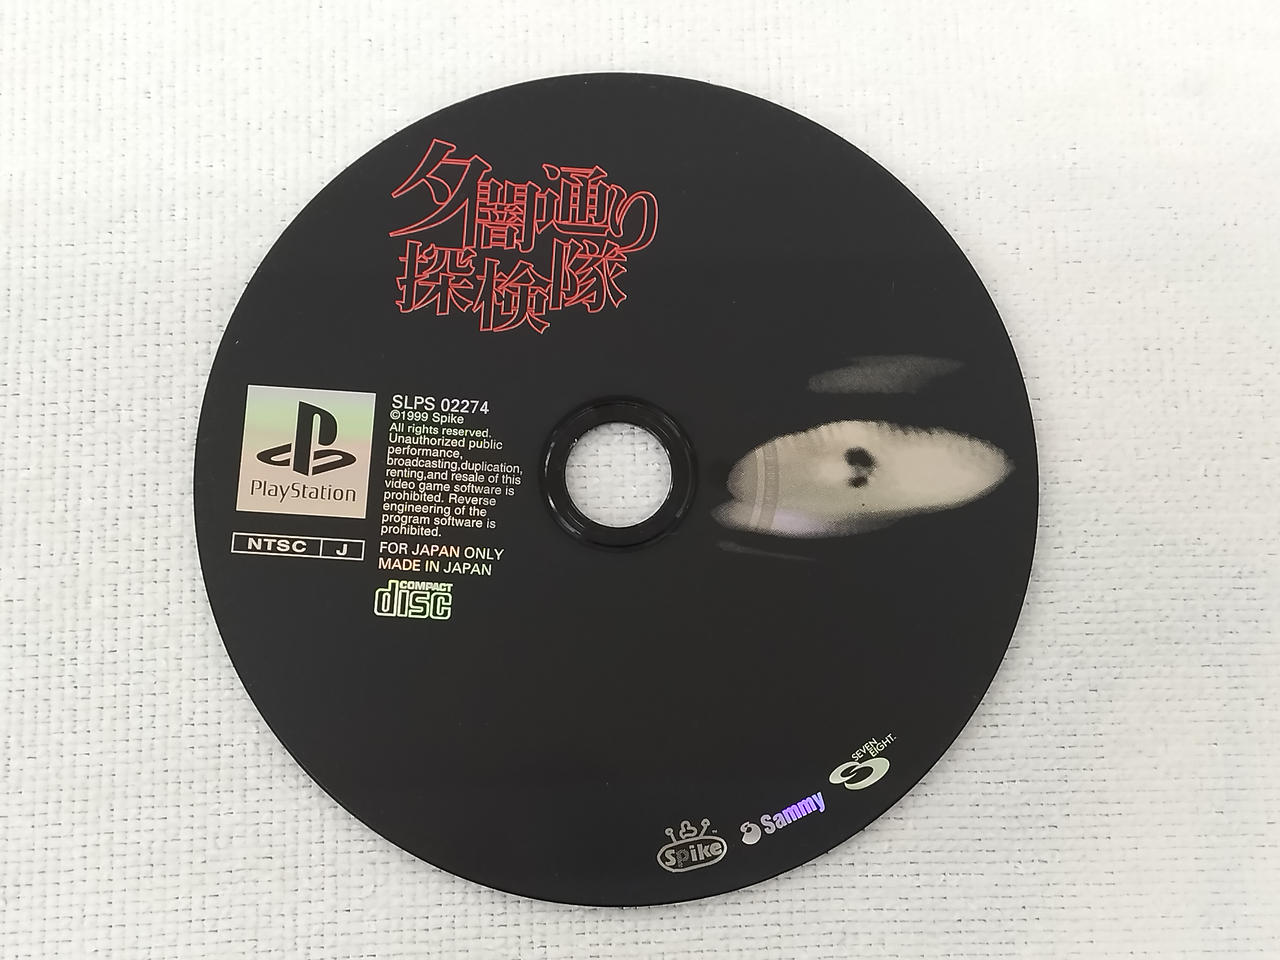 夕闇通り
探検隊
PlayStation
NTSC J
SLPS 02274
©1999 Spike
All rights reserved.
Unauthorized public
performance,
broadcasting,duplication,
renting,and resale of this
video game software is
prohibited. Reverse
engineering of the
program software is
prohibited.
FOR JAPAN ONLY
MADE IN JAPAN
COMPACT
disc
SEVEN
EIGHT™
Sammy
spike™